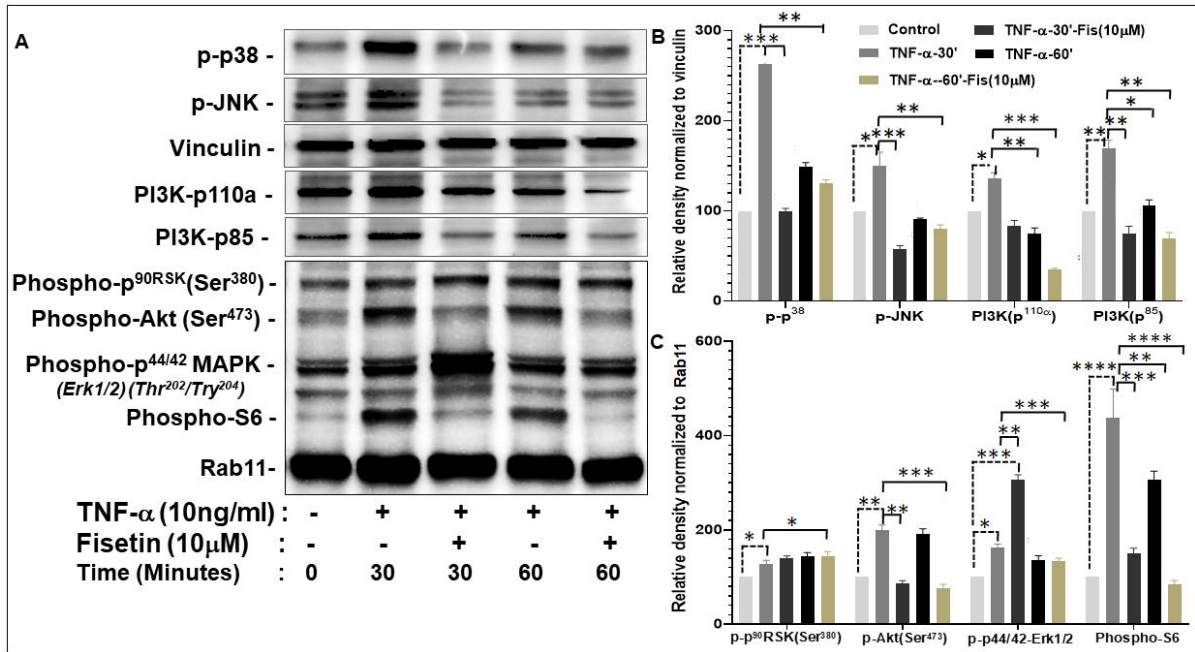 A
p-p38 -
p-JNK -
Vinculin -
PI3K-p110a -
PI3K-p85 -
Phospho-p90RSK(Ser380) -
Phospho-Akt (Ser473) -
Phospho-p44/42 MAPK -
(Erk1/2) (Thr202/Try204)
Phospho-S6 -
Rab11 -
TNF-α (10ng/ml) : - + + + +
Fisetin (10µM) : - - + - +
Time (Minutes) : 0 30 30 60 60
B
Control
TNF-α-30'
TNF-α-30'-Fis(10µM)
TNF-α-60'
TNF-α--60'-Fis(10µM)
Relative density normalized to vinculin
300
200
100
0
*** **
* *** **
* ** ***
** ** * **
p-p38 p-JNK PI3K(p110α) PI3K(p85)
C
Relative density normalized to Rab11
600
400
200
0
* *
** ** ***
* *** ** ***
**** *** ** ****
p-p90RSK(Ser380) p-Akt(Ser473) p-p44/42-Erk1/2 Phospho-S6